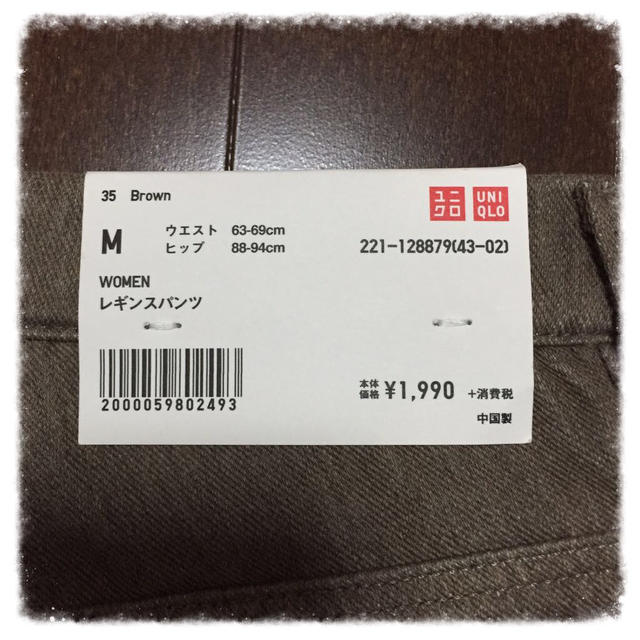 35 Brown
ユニクロ UNIQLO
M ウエスト 63-69cm
ヒップ 88-94cm
221-128879(43-02)
WOMEN
レギンスパンツ
2000059802493
本体価格 ¥1,990 +消費税
中国製